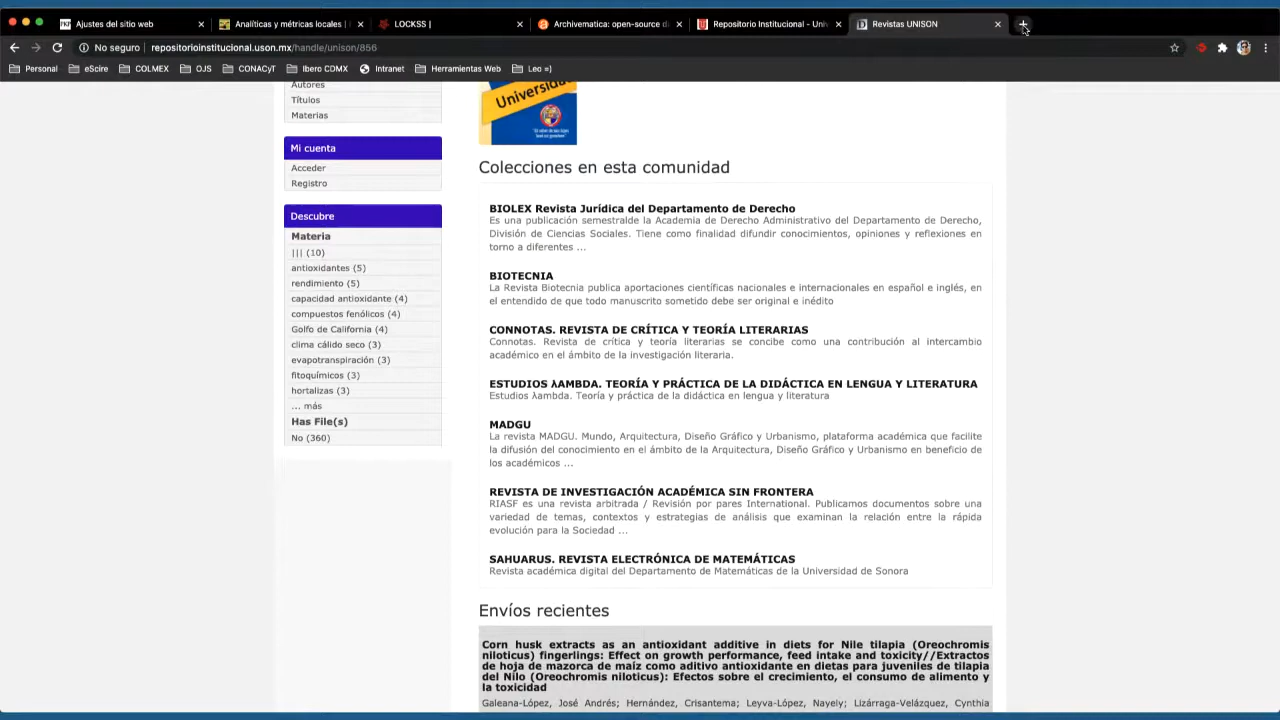 Ajustes del sitio web
Analíticas y métricas locales |
LOCKSS |
Archivematica: open-source d
Repositorio Institucional - Univ
Revistas UNISON
No seguro | repositorioinstitucional.uson.mx/handle/unison/856
Personal
eScire
COLMEX
OJS
CONACyT
Ibero CDMX
Intranet
Herramientas Web
Leo =)
Autores
Títulos
Materias
Mi cuenta
Acceder
Registro
Descubre
Materia
||| (10)
antioxidantes (5)
rendimiento (5)
capacidad antioxidante (4)
compuestos fenólicos (4)
Golfo de California (4)
clima cálido seco (3)
evapotranspiración (3)
fitoquímicos (3)
hortalizas (3)
... más
Has File(s)
No (360)
Universida
Colecciones en esta comunidad
BIOLEX Revista Jurídica del Departamento de Derecho
Es una publicación semestralde la Academia de Derecho Administrativo del Departamento de Derecho,
División de Ciencias Sociales. Tiene como finalidad difundir conocimientos, opiniones y reflexiones en
torno a diferentes ...
BIOTECNIA
La Revista Biotecnia publica aportaciones científicas nacionales e internacionales en español e inglés, en
el entendido de que todo manuscrito sometido debe ser original e inédito
CONNOTAS. REVISTA DE CRÍTICA Y TEORÍA LITERARIAS
Connotas. Revista de crítica y teoría literarias se concibe como una contribución al intercambio
académico en el ámbito de la investigación literaria.
ESTUDIOS λAMBDA. TEORÍA Y PRÁCTICA DE LA DIDÁCTICA EN LENGUA Y LITERATURA
Estudios λambda. Teoría y práctica de la didáctica en lengua y literatura
MADGU
La revista MADGU. Mundo, Arquitectura, Diseño Gráfico y Urbanismo, plataforma académica que facilite
la difusión del conocimiento en el ámbito de la Arquitectura, Diseño Gráfico y Urbanismo en beneficio de
los académicos ...
REVISTA DE INVESTIGACIÓN ACADÉMICA SIN FRONTERA
RIASF es una revista arbitrada / Revisión por pares International. Publicamos documentos sobre una
variedad de temas, contextos y estrategias de análisis que examinan la relación entre la rápida
evolución para la Sociedad ...
SAHUARUS. REVISTA ELECTRÓNICA DE MATEMÁTICAS
Revista académica digital del Departamento de Matemáticas de la Universidad de Sonora
Envíos recientes
Corn husk extracts as an antioxidant additive in diets for Nile tilapia (Oreochromis
niloticus) fingerlings: Effect on growth performance, feed intake and toxicity//Extractos
de hoja de mazorca de maíz como aditivo antioxidante en dietas para juveniles de tilapia
del Nilo (Oreochromis niloticus): Efectos sobre el crecimiento, el consumo de alimento y
la toxicidad
Galeana-López, José Andrés; Hernández, Crisantema; Leyva-López, Nayely; Lizárraga-Velázquez, Cynthia